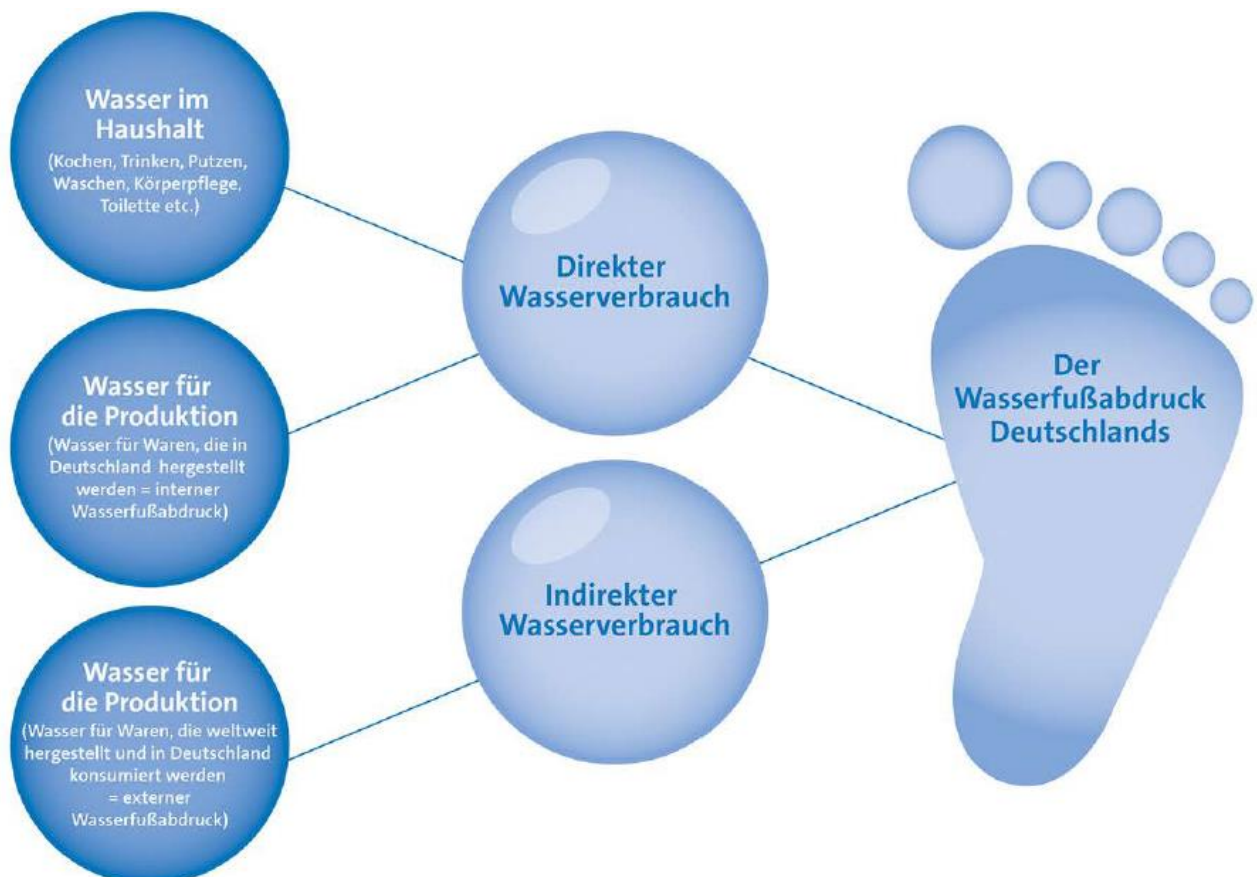 Wasser im
Haushalt
(Kochen, Trinken, Putzen,
Waschen, Körperpflege,
Toilette etc.)
Wasser für
die Produktion
(Wasser für Waren, die in
Deutschland hergestellt
werden = interner
Wasserfußabdruck)
Wasser für
die Produktion
(Wasser für Waren, die weltweit
hergestellt und in Deutschland
konsumiert werden
= externer
Wasserfußabdruck)
Direkter
Wasserverbrauch
Indirekter
Wasserverbrauch
Der
Wasserfußabdruck
Deutschlands